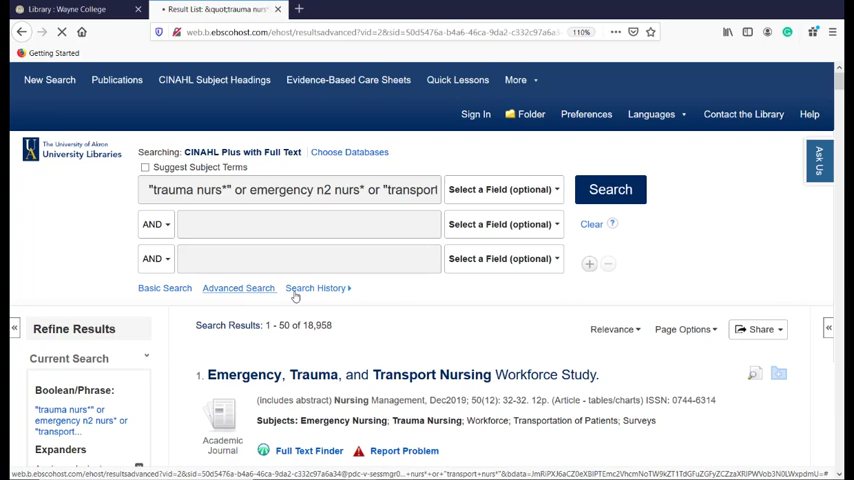 Library : Wayne College
Result List: &quot;trauma nurs*
web.b.ebscohost.com/ehost/resultsadvanced?vid=2&sid=50d5476a-b4a6-46ca-9da2-c32c92a46af
110%
Getting Started
New Search
Publications
CINAHL Subject Headings
Evidence-Based Care Sheets
Quick Lessons
More
Sign In
Folder
Preferences
Languages
Contact the Library
Help
The University of Akron
University Libraries
Searching: CINAHL Plus with Full Text
Choose Databases
Suggest Subject Terms
Ask Us
"trauma nurs*" or emergency n2 nurs* or "transport
Select a Field (optional)
Search
AND
Select a Field (optional)
Clear ?
AND
Select a Field (optional)
Basic Search
Advanced Search
Search History
Refine Results
Search Results: 1 - 50 of 18,958
Relevance
Page Options
Share
Current Search
Boolean/Phrase:
"trauma nurs*" or
emergency n2 nurs* or
"transport...
Expanders
1. Emergency, Trauma, and Transport Nursing Workforce Study.
(includes abstract) Nursing Management, Dec2019; 50(12): 32-32. 12p. (Article - tables/charts) ISSN: 0744-6314
Subjects: Emergency Nursing; Trauma Nursing; Workforce; Transportation of Patients; Surveys
Academic
Journal
Full Text Finder
Report Problem